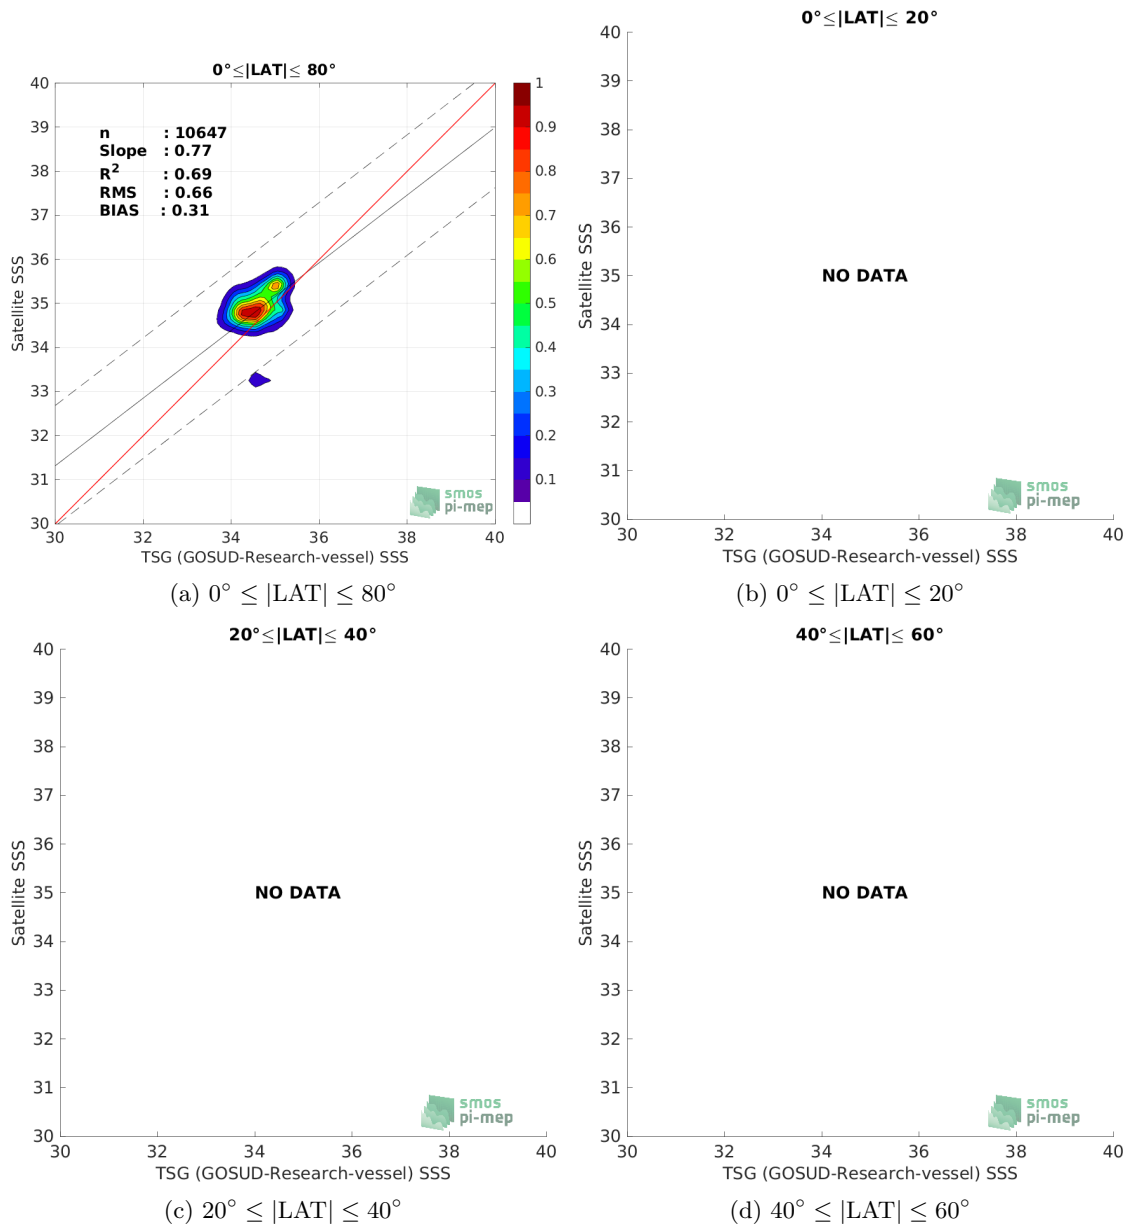 0°≤|LAT|≤ 80°
40
39
38
37
36
35
34
33
32
31
30
Satellite SSS
n : 10647
Slope : 0.77
R² : 0.69
RMS : 0.66
BIAS : 0.31
1
0.9
0.8
0.7
0.6
0.5
0.4
0.3
0.2
0.1
smos
pi-mep
30 32 34 36 38 40
TSG (GOSUD-Research-vessel) SSS
(a) 0° ≤ |LAT| ≤ 80°
0°≤|LAT|≤ 20°
40
39
38
37
36
35
34
33
32
31
30
Satellite SSS
NO DATA
smos
pi-mep
30 32 34 36 38 40
TSG (GOSUD-Research-vessel) SSS
(b) 0° ≤ |LAT| ≤ 20°
20°≤|LAT|≤ 40°
40
39
38
37
36
35
34
33
32
31
30
Satellite SSS
NO DATA
smos
pi-mep
30 32 34 36 38 40
TSG (GOSUD-Research-vessel) SSS
(c) 20° ≤ |LAT| ≤ 40°
40°≤|LAT|≤ 60°
40
39
38
37
36
35
34
33
32
31
30
Satellite SSS
NO DATA
smos
pi-mep
30 32 34 36 38 40
TSG (GOSUD-Research-vessel) SSS
(d) 40° ≤ |LAT| ≤ 60°